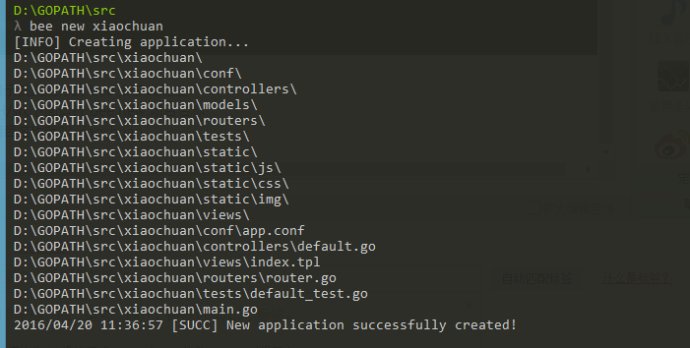 D:\GOPATH\src
λ bee new xiaochuan
[INFO] Creating application...
D:\GOPATH\src\xiaochuan\
D:\GOPATH\src\xiaochuan\conf\
D:\GOPATH\src\xiaochuan\controllers\
D:\GOPATH\src\xiaochuan\models\
D:\GOPATH\src\xiaochuan\routers\
D:\GOPATH\src\xiaochuan\tests\
D:\GOPATH\src\xiaochuan\static\
D:\GOPATH\src\xiaochuan\static\js\
D:\GOPATH\src\xiaochuan\static\css\
D:\GOPATH\src\xiaochuan\static\img\
D:\GOPATH\src\xiaochuan\views\
D:\GOPATH\src\xiaochuan\conf\app.conf
D:\GOPATH\src\xiaochuan\controllers\default.go
D:\GOPATH\src\xiaochuan\views\index.tpl
D:\GOPATH\src\xiaochuan\routers\router.go
D:\GOPATH\src\xiaochuan\tests\default_test.go
D:\GOPATH\src\xiaochuan\main.go
2016/04/20 11:36:57 [SUCC] New application successfully created!